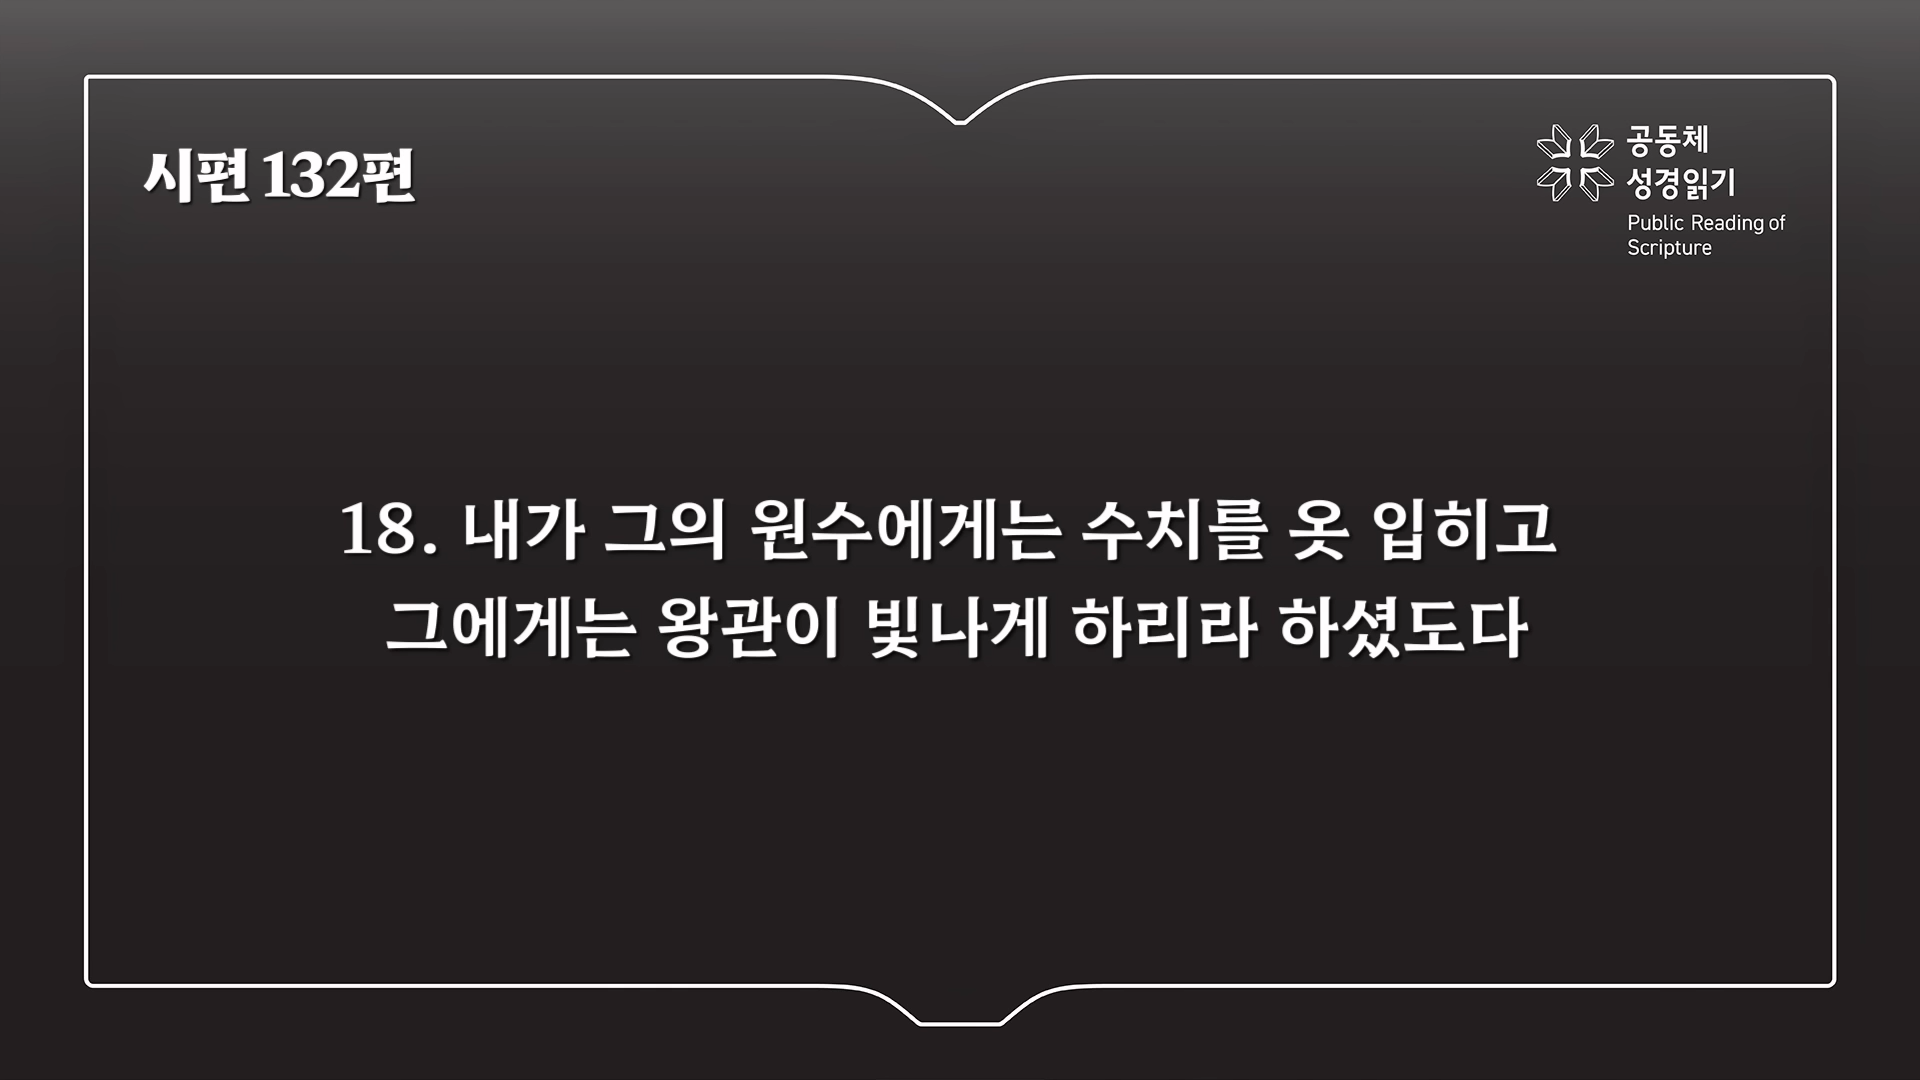 시편 132편
공동체
성경읽기
Public Reading of
Scripture
18. 내가 그의 원수에게는 수치를 옷 입히고
그에게는 왕관이 빛나게 하리라 하셨도다